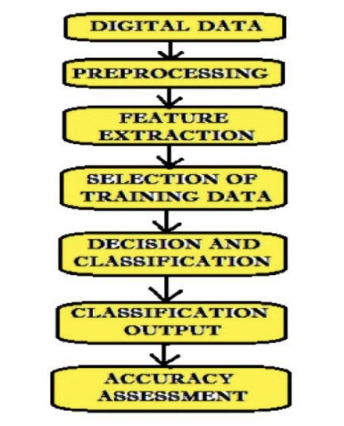 DIGITAL DATA
PREPROCESSING
FEATURE
EXTRACTION
SELECTION OF
TRAINING DATA
DECISION AND
CLASSIFICATION
CLASSIFICATION
OUTPUT
ACCURACY
ASSESSMENT